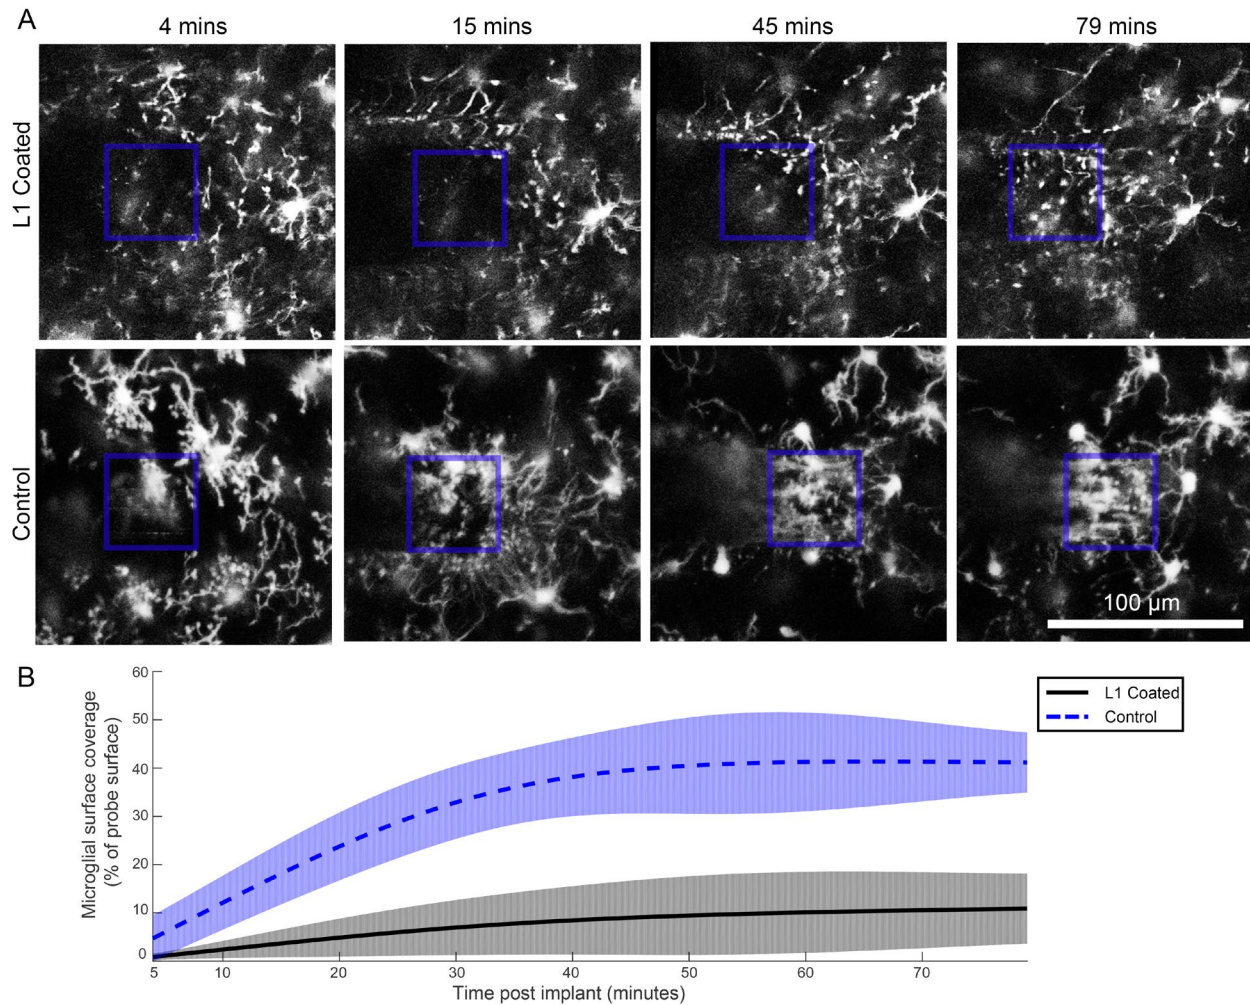 A
4 mins
15 mins
45 mins
79 mins
L1 Coated
Control
100 µm
B
Microglial surface coverage
(% of probe surface)
60
50
40
30
20
10
0
5
10
20
30
40
50
60
70
Time post implant (minutes)
L1 Coated
Control